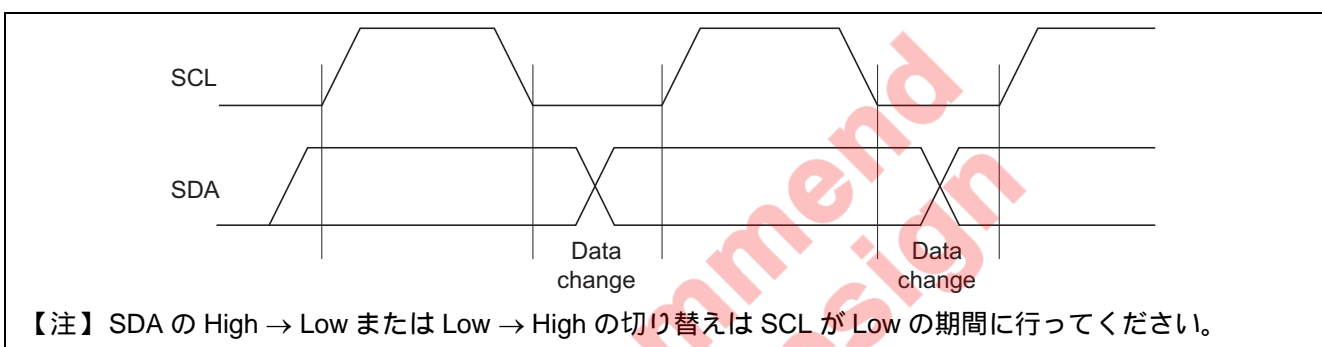 SCL
SDA
Data
change
Data
change
【注】 SDA の High → Low または Low → High の切り替えは SCL が Low の期間に行ってください。